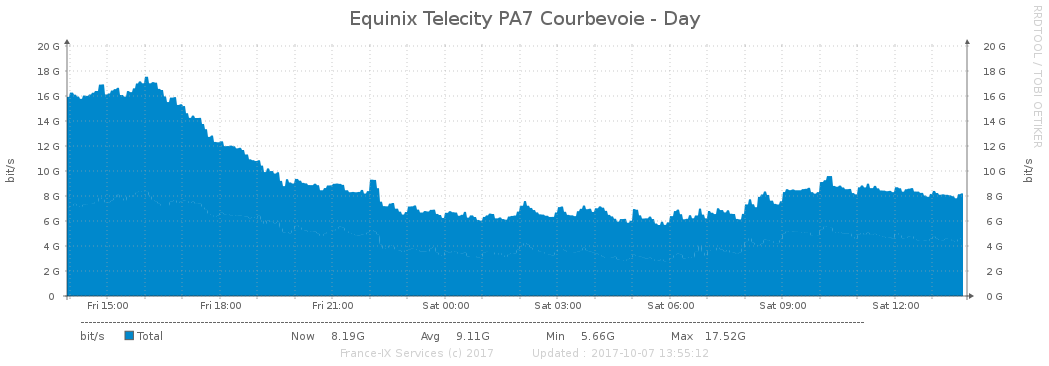 Equinix Telecity PA7 Courbevoie - Day
RRDTOOL / TOBI OETIKER
bit/s
20 G 20 G
18 G 18 G
16 G 16 G
14 G 14 G
12 G 12 G
10 G 10 G
8 G 8 G
6 G 6 G
4 G 4 G
2 G 2 G
0 0 G
bit/s
Fri 15:00 Fri 18:00 Fri 21:00 Sat 00:00 Sat 03:00 Sat 06:00 Sat 09:00 Sat 12:00
bit/s Total Now 8.19G Avg 9.11G Min 5.66G Max 17.52G
France-IX Services (c) 2017 Updated : 2017-10-07 13:55:12